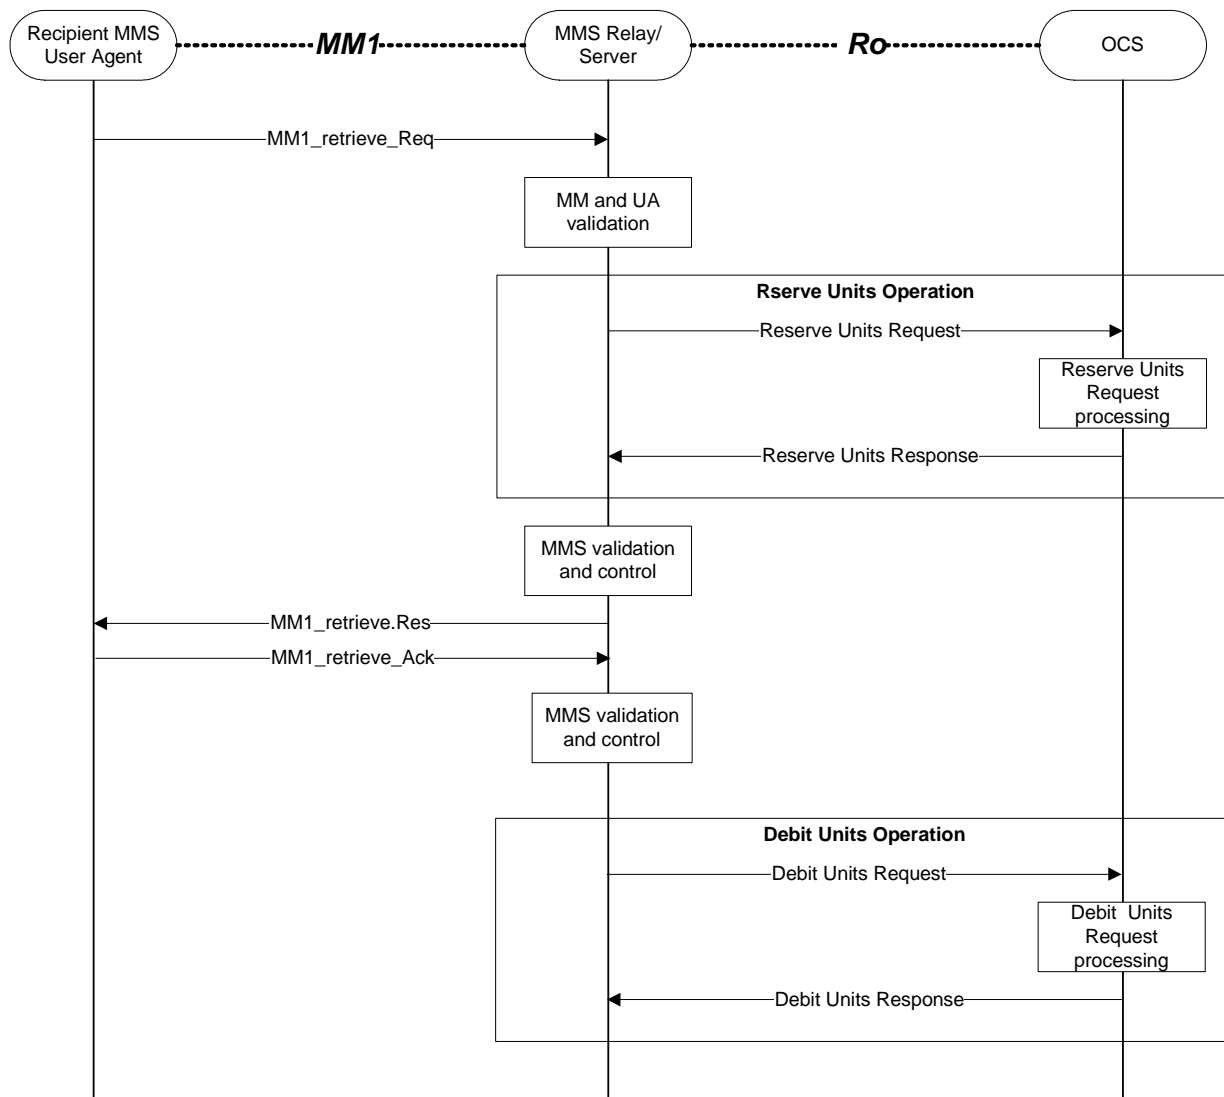 Recipient MMS
User Agent
MM1
MMS Relay/
Server
Ro
OCS
MM1_retrieve_Req
MM and UA
validation
Rserve Units Operation
Reserve Units Request
Reserve Units
Request
processing
Reserve Units Response
MMS validation
and control
MM1_retrieve.Res
MM1_retrieve_Ack
MMS validation
and control
Debit Units Operation
Debit Units Request
Debit  Units
Request
processing
Debit Units Response